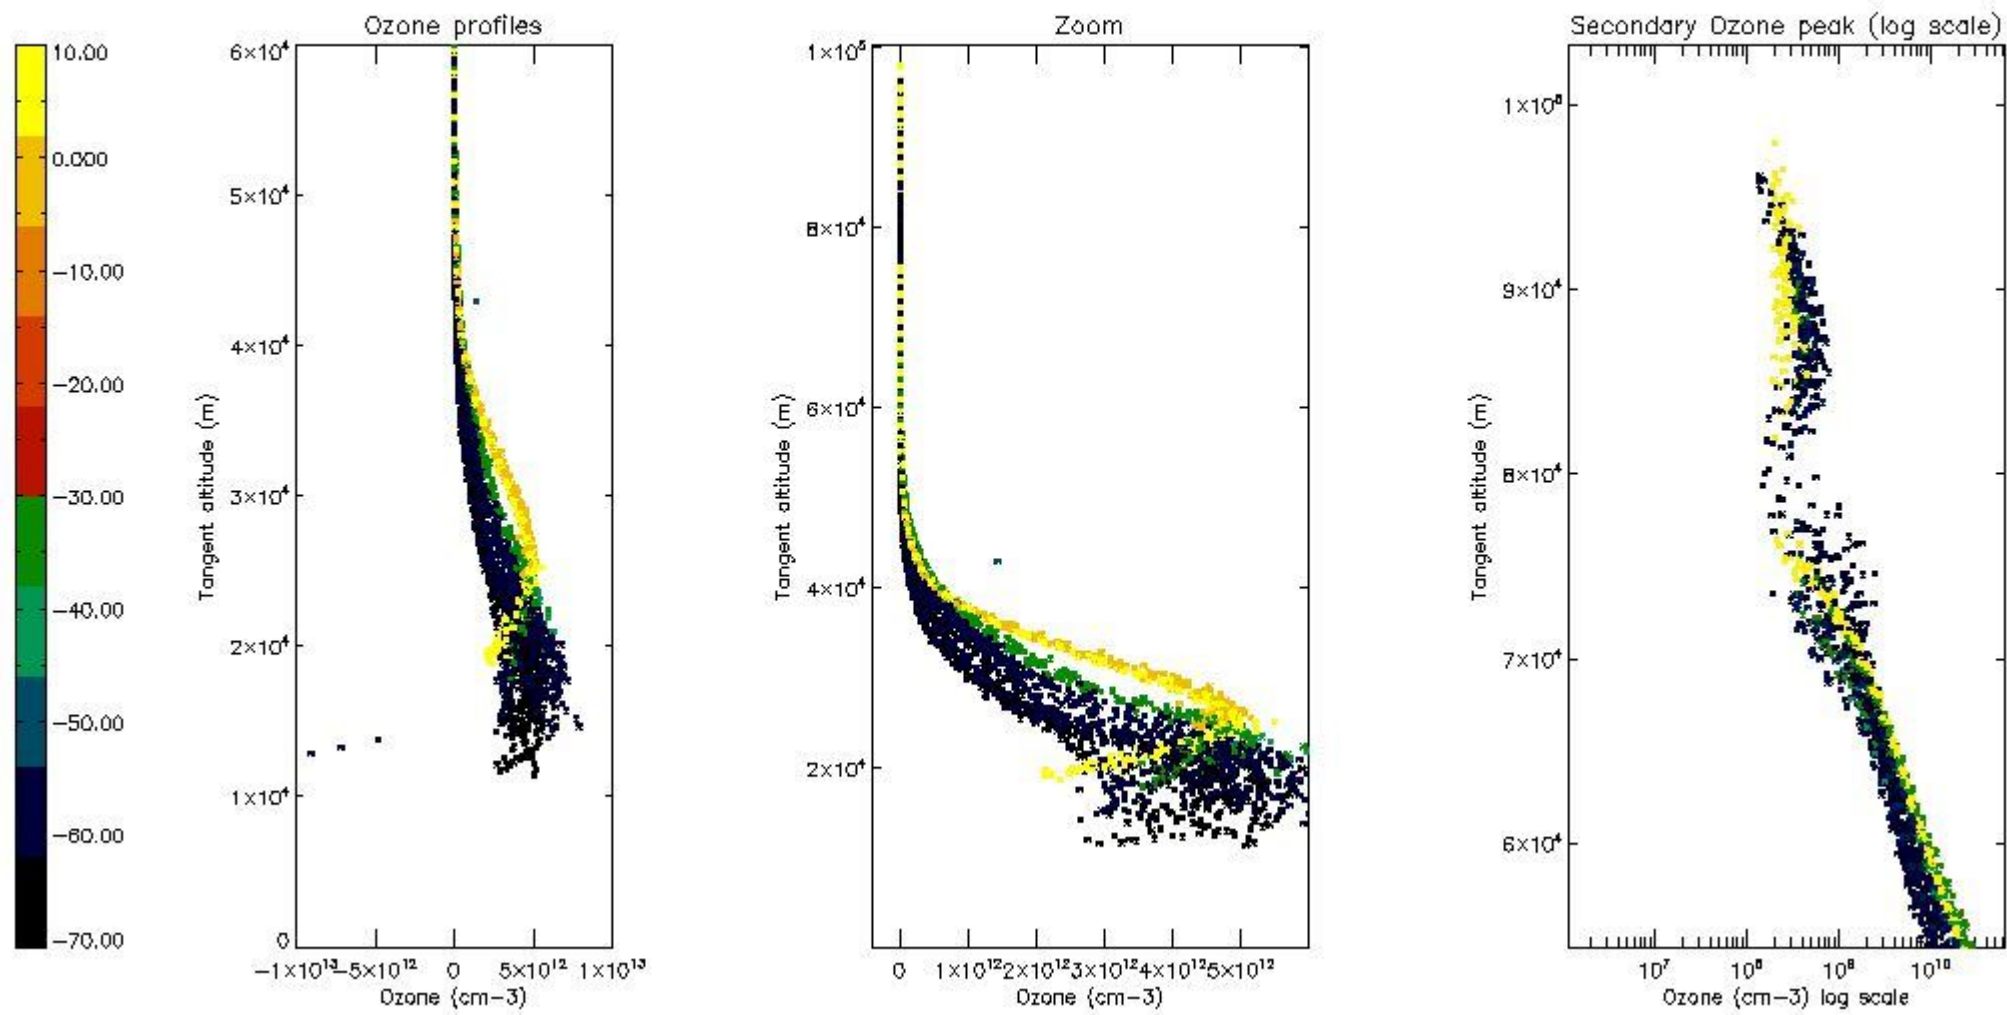 Ozone profiles
Zoom
Secondary Ozone peak (log scale)
10.00
0.000
−10.00
−20.00
−30.00
−40.00
−50.00
−60.00
−70.00
6×10⁴
5×10⁴
4×10⁴
3×10⁴
2×10⁴
1×10⁴
0
Tangent altitude (m)
−1×10¹³ −5×10¹² 0 5×10¹² 1×10¹³
Ozone (cm−3)
1×10⁵
8×10⁴
6×10⁴
4×10⁴
2×10⁴
Tangent altitude (m)
0 1×10¹² 2×10¹² 3×10¹² 4×10¹² 5×10¹²
Ozone (cm−3)
1×10⁵
9×10⁴
8×10⁴
7×10⁴
6×10⁴
Tangent altitude (m)
10⁷ 10⁸ 10⁹ 10¹⁰
Ozone (cm−3) log scale